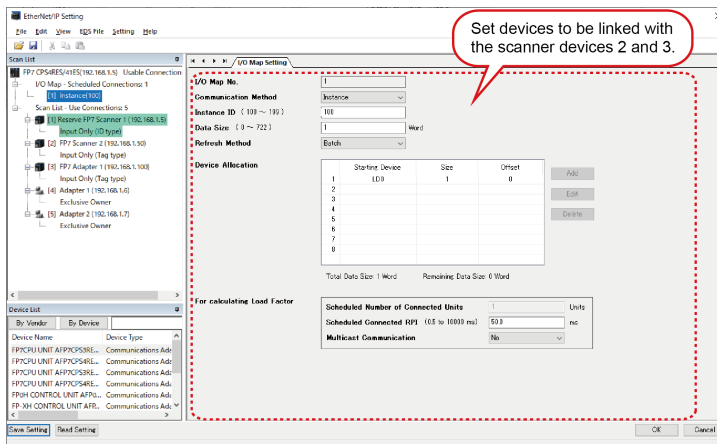 EtherNet/IP Setting
File Edit View EDS File Setting Help
Set devices to be linked with
the scanner devices 2 and 3.
Scan List
FP7 CPS4RES/41ES(192.168.1.5) Usable Connection
I/O Map - Scheduled Connections: 1
[1] Instance(100)
Scan List - Use Connections: 5
[1] Reserve FP7 Scanner 1 (192.168.1.5)
Input Only (ID type)
[2] FP7 Scanner 2 (192.168.1.50)
Input Only (Tag type)
[3] FP7 Adapter 1 (192.168.1.100)
Input Only (Tag type)
[4] Adapter 1 (192.168.1.6)
Exclusive Owner
[5] Adapter 2 (192.168.1.7)
Exclusive Owner
I/O Map Setting
I/O Map No. 1
Communication Method Instance
Instance ID ( 100 ~ 199 ) 100
Data Size ( 0 ~ 722 ) 1 Word
Refresh Method Batch
Device Allocation
Starting Device Size Offset
1 LD0 1 0
2
3
4
5
6
7
8
Add
Edit
Delete
Total Data Size: 1 Word Remaining Data Size: 0 Word
For calculating Load Factor
Scheduled Number of Connected Units 1 Units
Scheduled Connected RPI (0.5 to 10000 ms) 50.0 ms
Multicast Communication No
Device List
By Vendor By Device
Device Name Device Type
FP7CPU UNIT AFP7CPS3RE... Communications Ada
FP7CPU UNIT AFP7CPS4RE... Communications Ada
FP7CPU UNIT AFP7CPS3RE... Communications Ada
FP7CPU UNIT AFP7CPS4RE... Communications Ada
FP0H CONTROL UNIT AFP0... Communications Ada
FP-XH CONTROL UNIT AFP... Communications Ada
Save Setting Read Setting OK Cancel